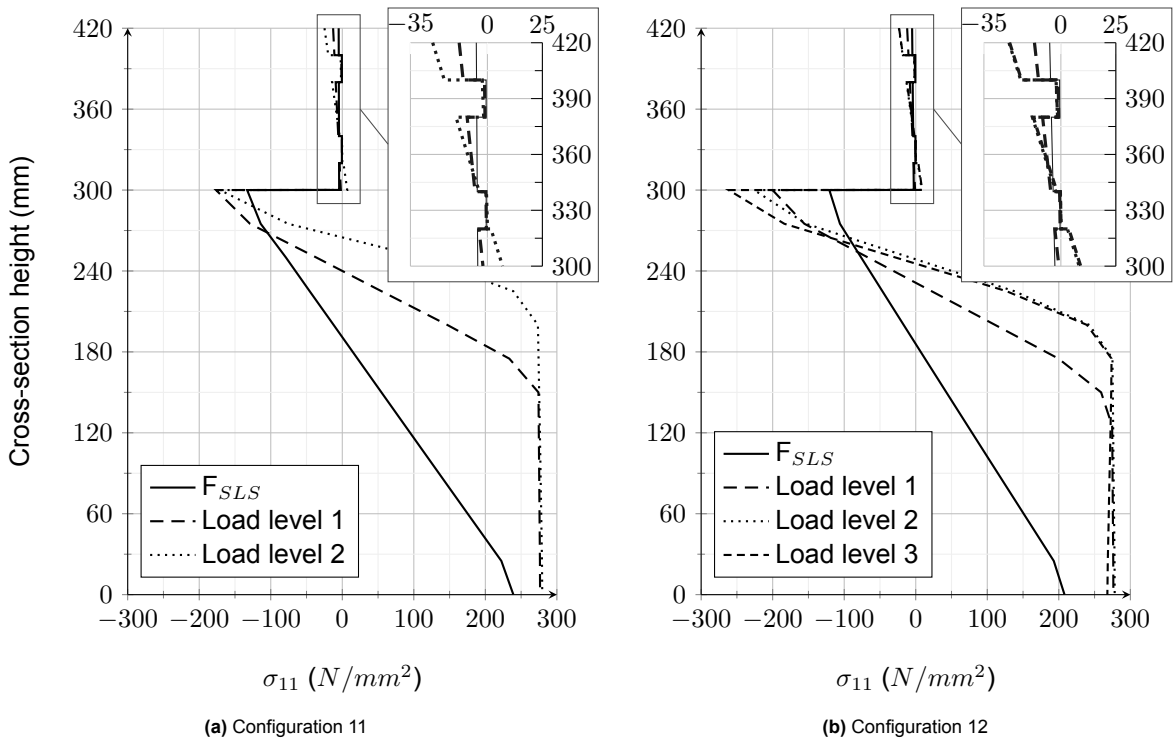 Cross-section height (mm)
420
360
300
240
180
120
60
0
−300 −200 −100 0 100 200 300
−35 0 25
420
390
360
330
300
F_SLS
Load level 1
Load level 2
σ11 (N/mm²)
(a) Configuration 11
420
360
300
240
180
120
60
0
−300 −200 −100 0 100 200 300
−35 0 25
420
390
360
330
300
F_SLS
Load level 1
Load level 2
Load level 3
σ11 (N/mm²)
(b) Configuration 12